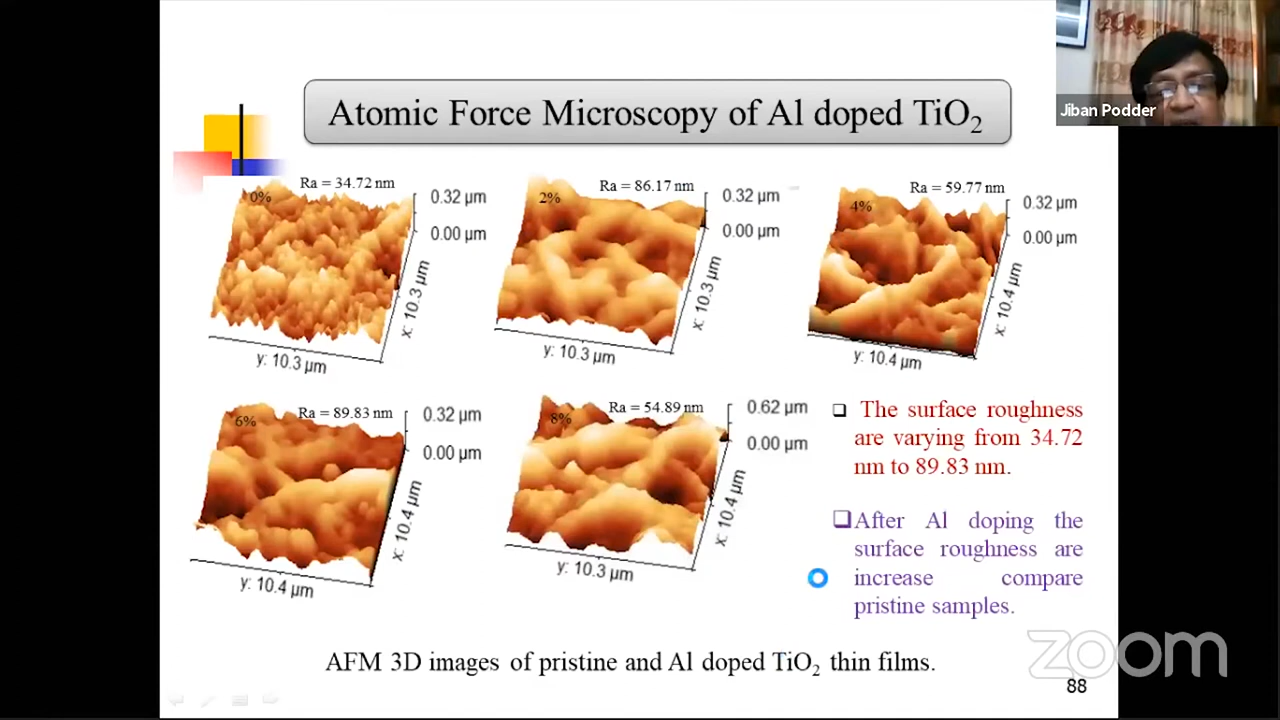 Jiban Podder
Atomic Force Microscopy of Al doped TiO₂
0%
Ra = 34.72 nm
0.32 µm
0.00 µm
x: 10.3 µm
y: 10.3 µm
2%
Ra = 86.17 nm
0.32 µm
0.00 µm
x: 10.3 µm
y: 10.3 µm
4%
Ra = 59.77 nm
0.32 µm
0.00 µm
x: 10.4 µm
y: 10.4 µm
6%
Ra = 89.83 nm
0.32 µm
0.00 µm
x: 10.4 µm
y: 10.4 µm
8%
Ra = 54.89 nm
0.62 µm
0.00 µm
x: 10.4 µm
y: 10.3 µm
The surface roughness
are varying from 34.72
nm to 89.83 nm.
After Al doping the
surface roughness are
increase compare
pristine samples.
AFM 3D images of pristine and Al doped TiO₂ thin films.
zoom
88